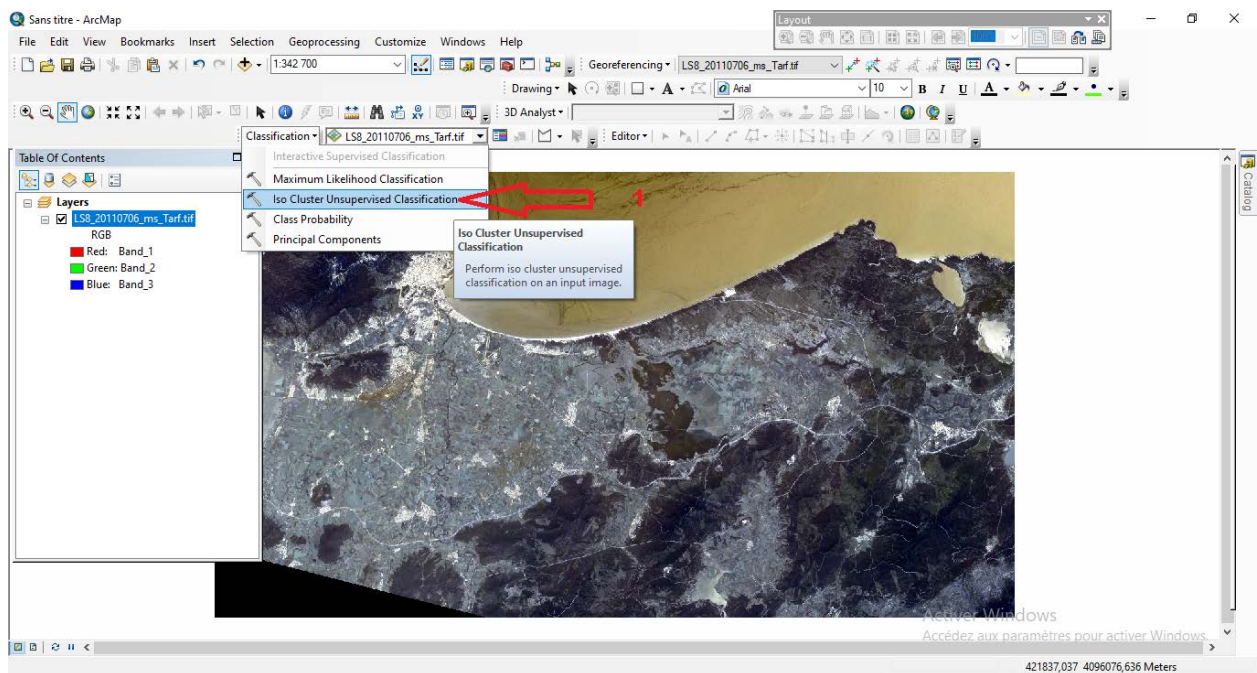 Sans titre - ArcMap
Layout
File Edit View Bookmarks Insert Selection Geoprocessing Customize Windows Help
1:342 700
Georeferencing
LS8_20110706_ms_Tarf.tif
Drawing
A
Arial
10
B I U A
3D Analyst
Classification
LS8_20110706_ms_Tarf.tif
Editor
Table Of Contents
Interactive Supervised Classification
Maximum Likelihood Classification
Iso Cluster Unsupervised Classification
1
Class Probability
Principal Components
Iso Cluster Unsupervised
Classification
Perform iso cluster unsupervised
classification on an input image.
Layers
LS8_20110706_ms_Tarf.tif
RGB
Red: Band_1
Green: Band_2
Blue: Band_3
Catalog
Activer Windows
Accédez aux paramètres pour activer Windows.
421837,037 4096076,636 Meters